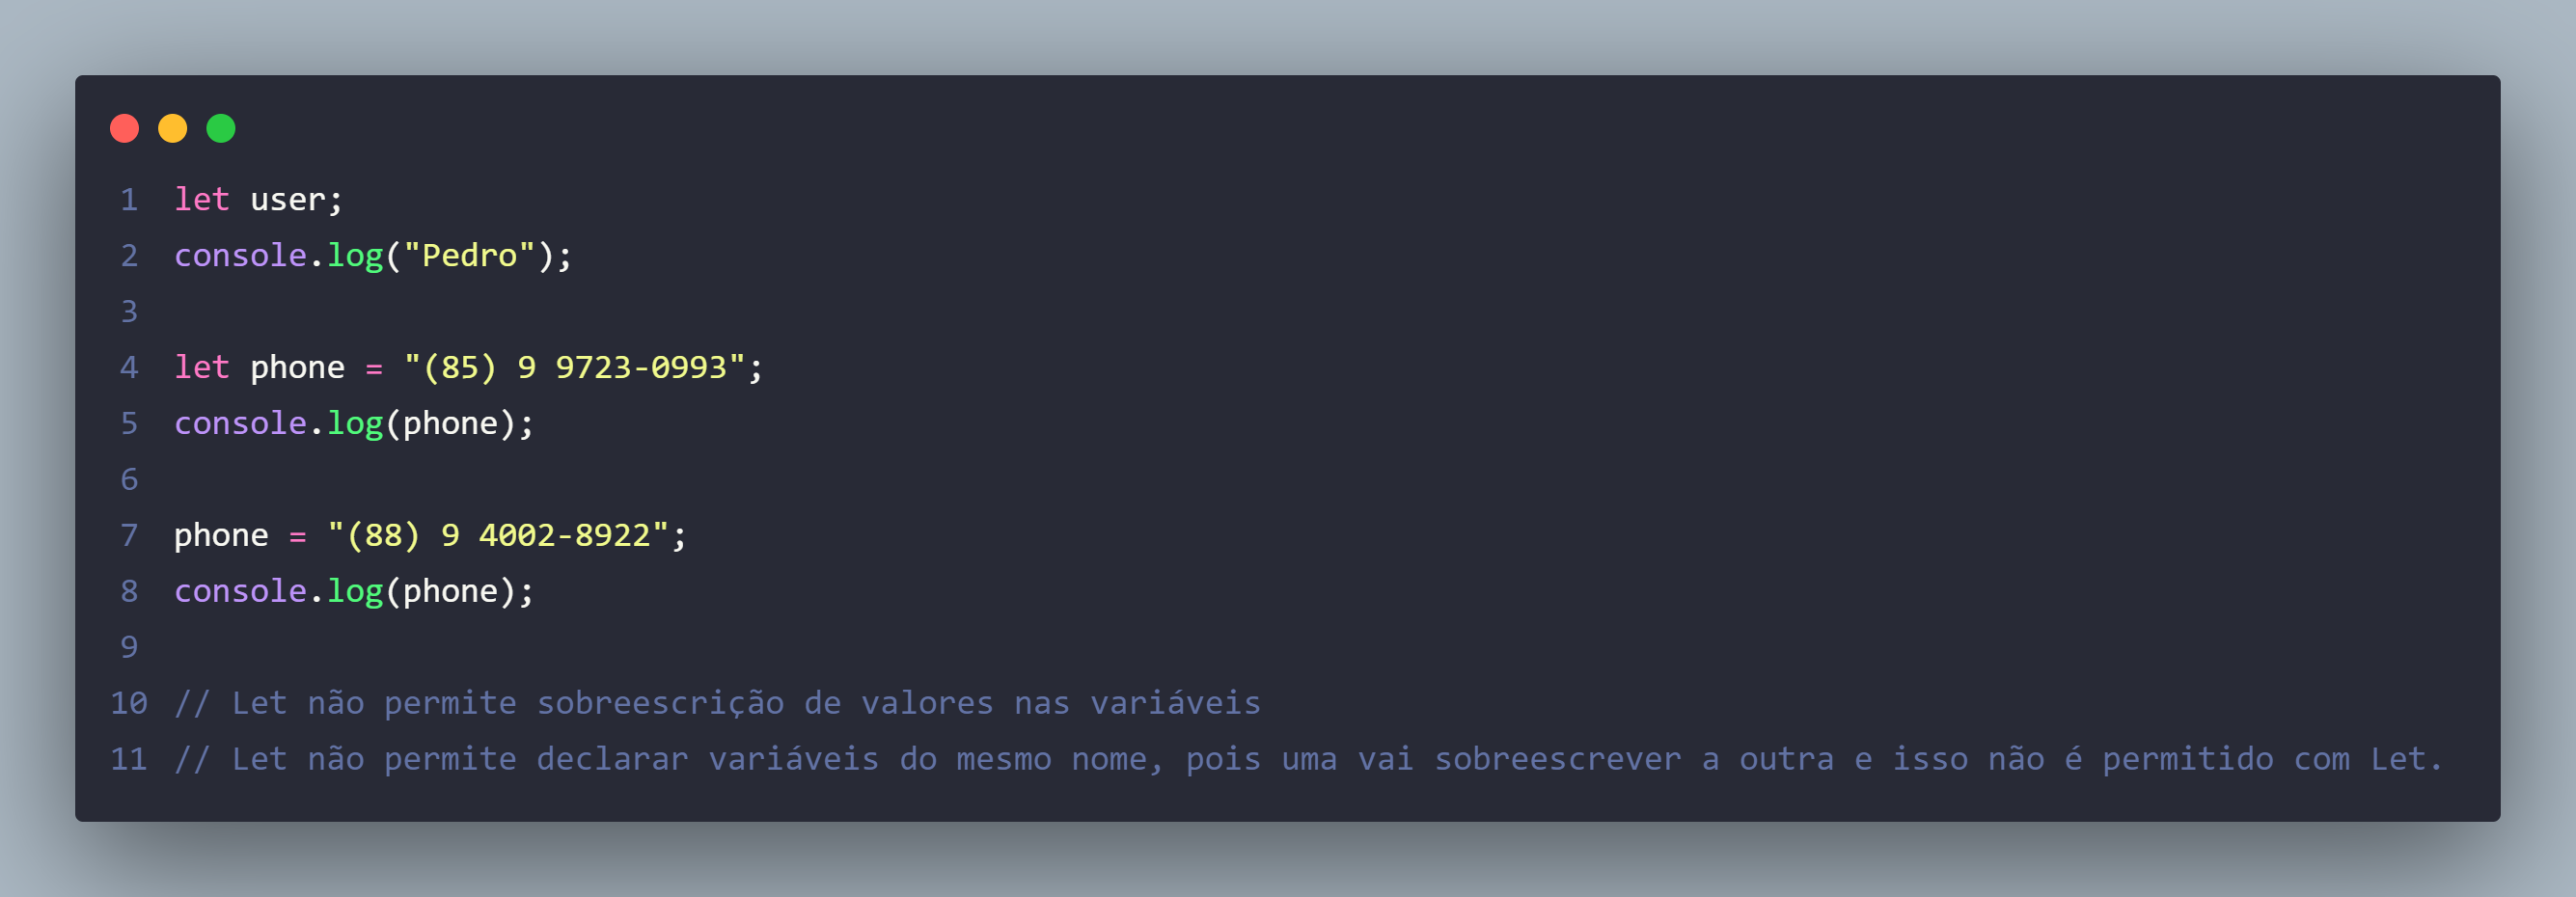 1 let user;
2 console.log("Pedro");
3
4 let phone = "(85) 9 9723-0993";
5 console.log(phone);
6
7 phone = "(88) 9 4002-8922";
8 console.log(phone);
9
10 // Let não permite sobreescrição de valores nas variáveis
11 // Let não permite declarar variáveis do mesmo nome, pois uma vai sobreescrever a outra e isso não é permitido com Let.